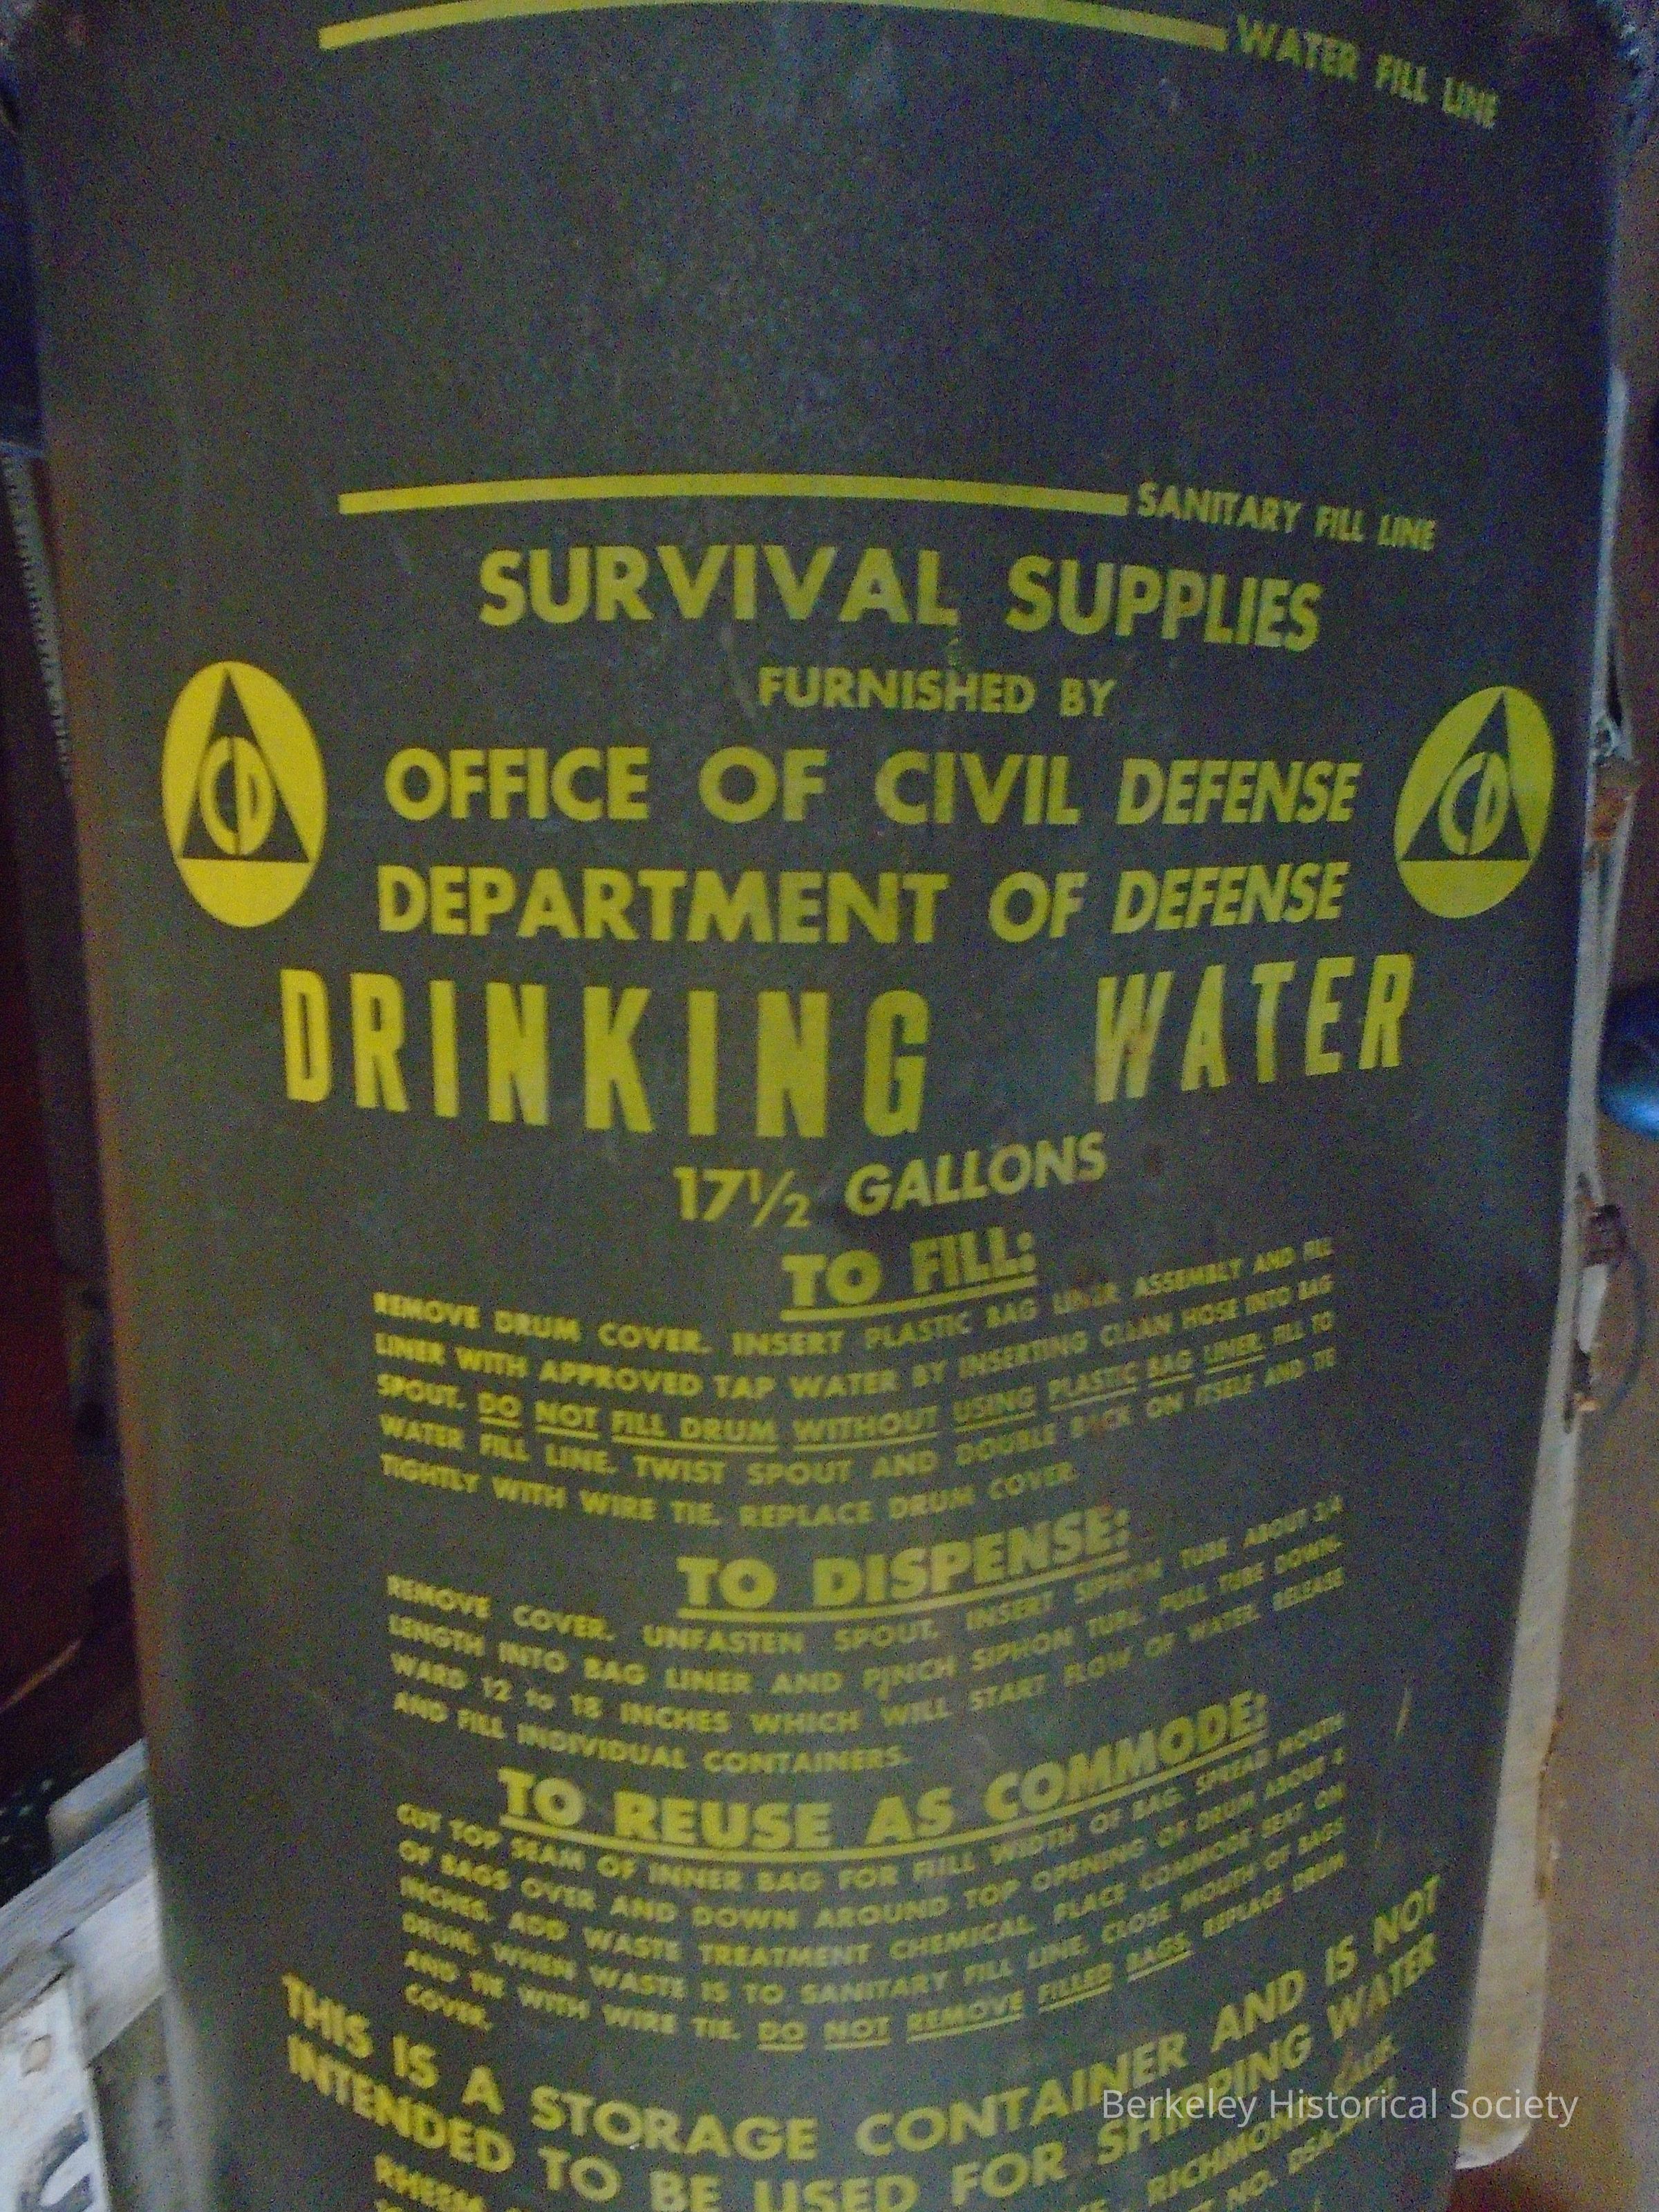 WATER FILL LINE
SANITARY FILL LINE
SURVIVAL SUPPLIES
FURNISHED BY
CD
OFFICE OF CIVIL DEFENSE
CD
DEPARTMENT OF DEFENSE
DRINKING WATER
17½ GALLONS
TO FILL:
REMOVE DRUM COVER. INSERT PLASTIC BAG LINER ASSEMBLY AND FILL
LINER WITH APPROVED TAP WATER BY INSERTING CLEAN HOSE INTO BAG
SPOUT. DO NOT FILL DRUM WITHOUT USING PLASTIC BAG LINER. FILL TO
WATER FILL LINE. TWIST SPOUT AND DOUBLE BACK ON ITSELF AND TIE
TIGHTLY WITH WIRE TIE. REPLACE DRUM COVER.
TO DISPENSE:
REMOVE COVER. UNFASTEN SPOUT. INSERT SIPHON TUBE ABOUT 3/4
LENGTH INTO BAG LINER AND PINCH SIPHON TUBE. PULL TUBE DOWN-
WARD 12 to 18 INCHES WHICH WILL START FLOW OF WATER. RELEASE
AND FILL INDIVIDUAL CONTAINERS.
TO REUSE AS COMMODE:
CUT TOP SEAM OF INNER BAG FOR FULL WIDTH OF BAG. SPREAD MOUTH
OF BAGS OVER AND DOWN AROUND TOP OPENING OF DRUM ABOUT
INCHES. ADD WASTE TREATMENT CHEMICAL. PLACE COMMODE SEAT ON
DRUM. WHEN WASTE IS TO SANITARY FILL LINE, CLOSE MOUTH OF BAGS
AND TIE WITH WIRE TIE. DO NOT REMOVE FILLED BAGS. REPLACE DRUM
COVER.
THIS IS A STORAGE CONTAINER AND IS NOT
INTENDED TO BE USED FOR SHIPPING WATER
RHEEM RICHMOND, CALIF.
NO.
Berkeley Historical Society